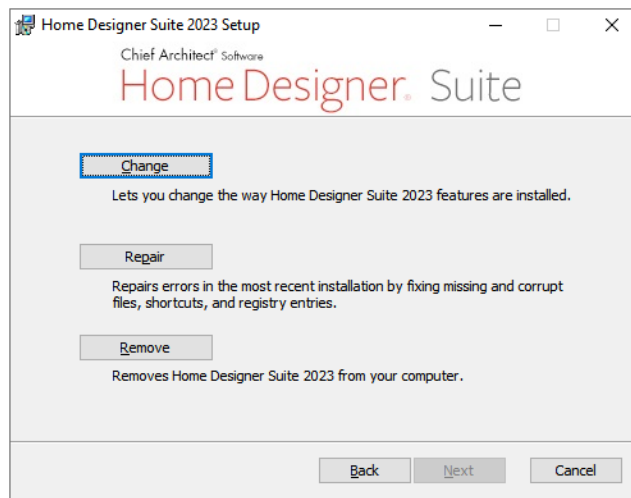 Home Designer Suite 2023 Setup
Chief Architect® Software
Home Designer® Suite
Change
Lets you change the way Home Designer Suite 2023 features are installed.
Repair
Repairs errors in the most recent installation by fixing missing and corrupt
files, shortcuts, and registry entries.
Remove
Removes Home Designer Suite 2023 from your computer.
Back Next Cancel